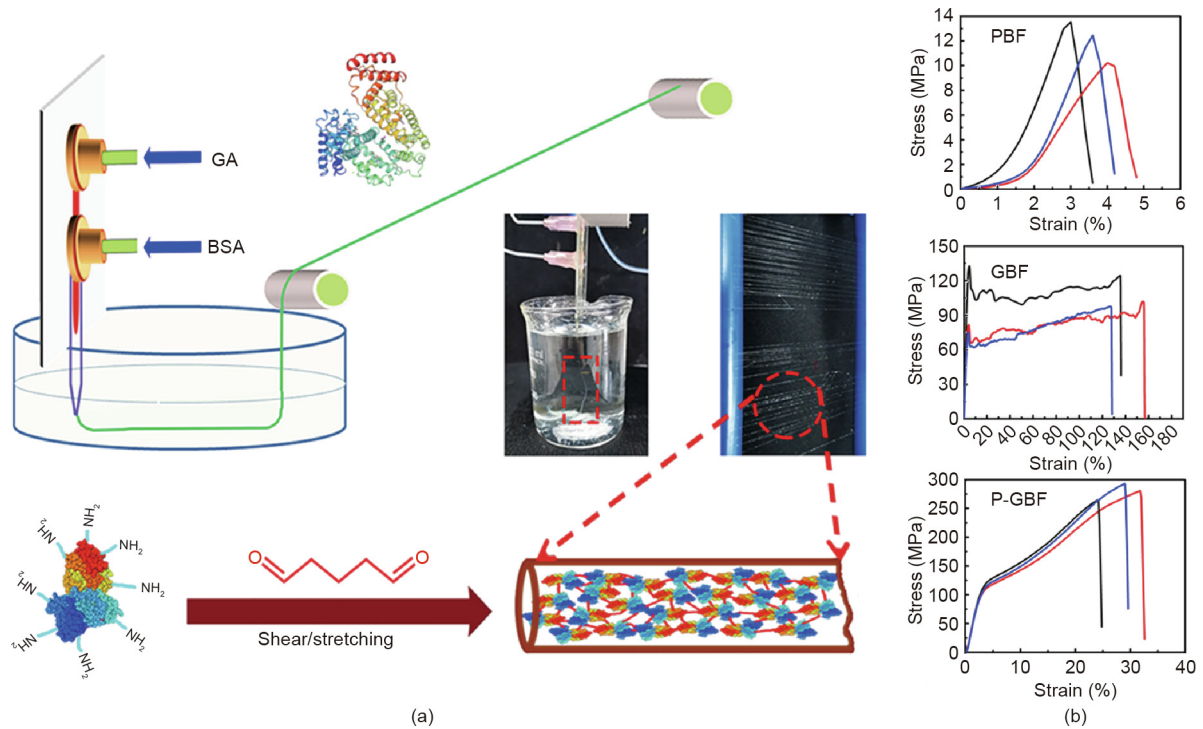 GA
BSA
NH2
NH2
NH2
NH2
NH2
NH2
NH2
NH2
O
O
Shear/stretching
(a)
PBF
Stress (MPa)
14
12
10
8
6
4
2
0
0 1 2 3 4 5 6
Strain (%)
GBF
Stress (MPa)
150
120
90
60
30
0
0 20 40 60 80 100 120 140 160 180
Strain (%)
P-GBF
Stress (MPa)
300
250
200
150
100
50
0
0 10 20 30 40
Strain (%)
(b)